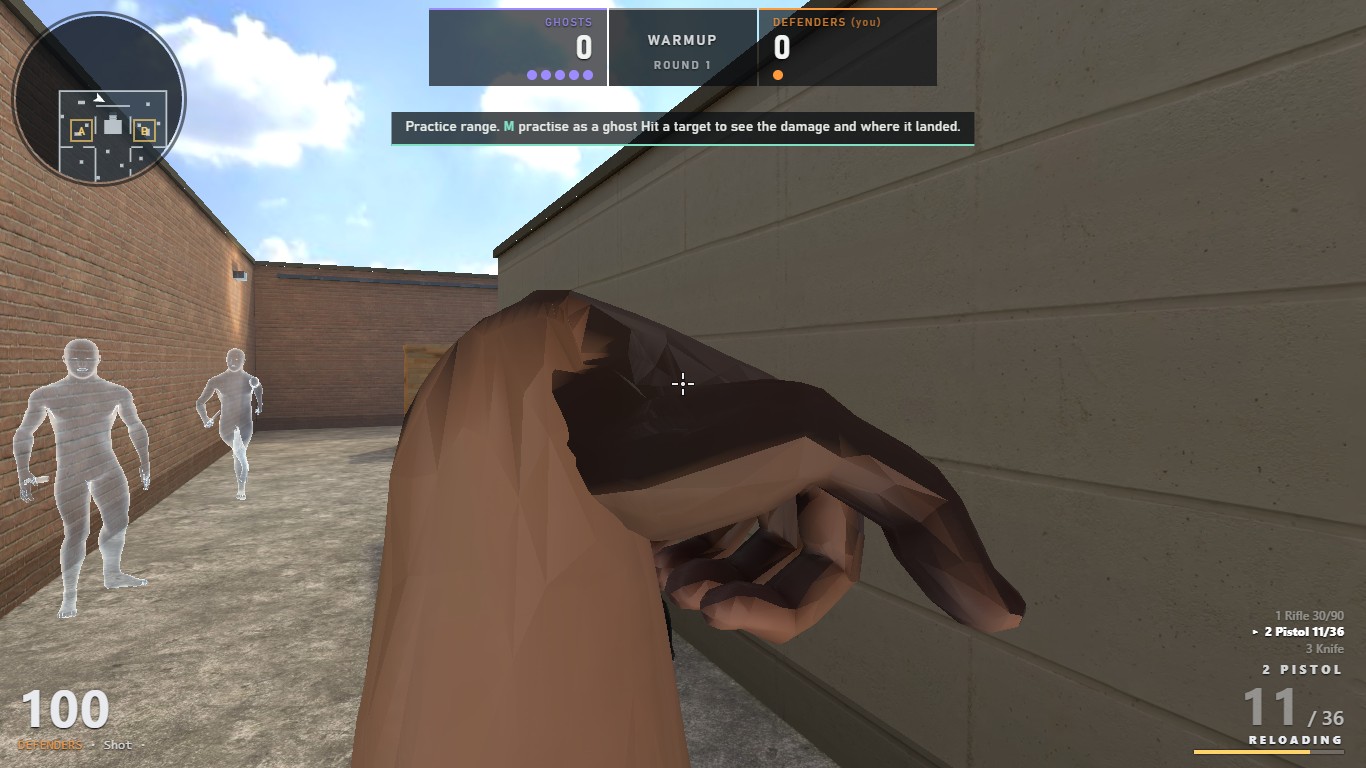 GHOSTS
0
WARMUP
ROUND 1
DEFENDERS (you)
0
Practice range. M practise as a ghost Hit a target to see the damage and where it landed.
A
B
1 Rifle 30/90
▸ 2 Pistol 11/36
3 Knife
2 PISTOL
11 / 36
RELOADING
100
DEFENDERS · Shot ·